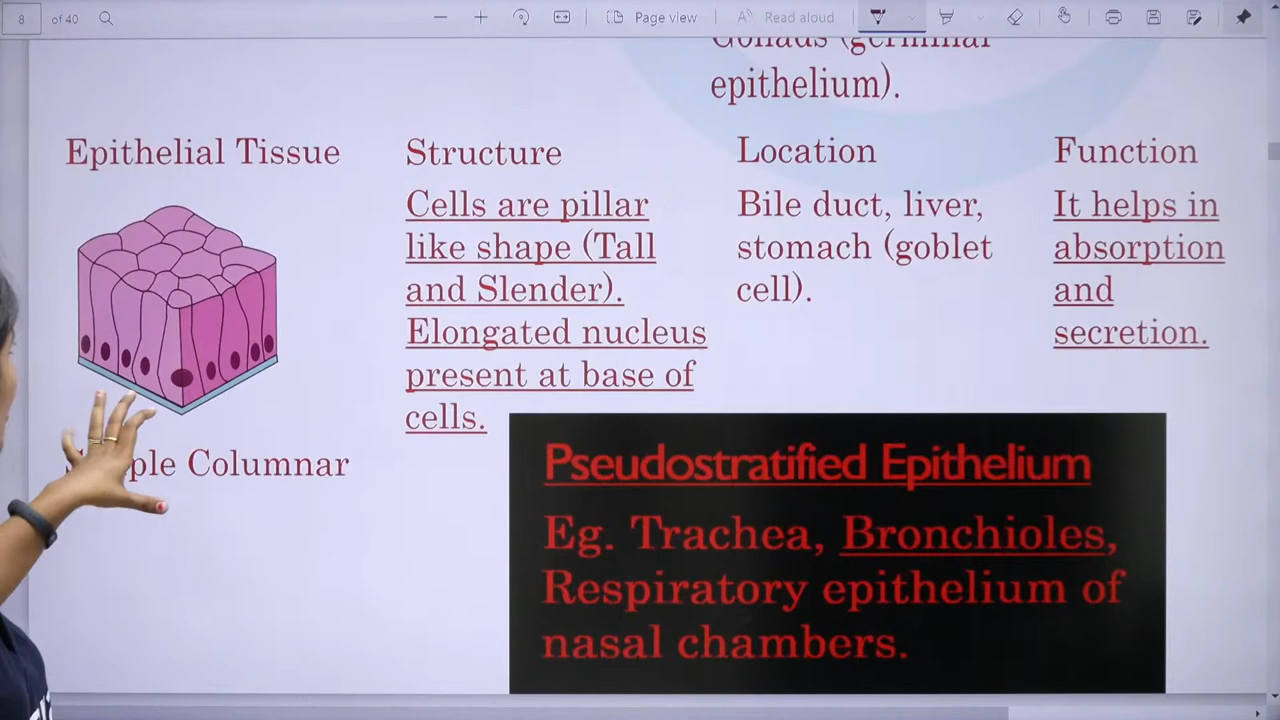 8 of 40
Page view
Read aloud
Gonads (germinal
epithelium).
Epithelial Tissue
Structure
Location
Function
Cells are pillar
like shape (Tall
and Slender).
Elongated nucleus
present at base of
cells.
Bile duct, liver,
stomach (goblet
cell).
It helps in
absorption
and
secretion.
Columnar
Pseudostratified Epithelium
Eg. Trachea, Bronchioles,
Respiratory epithelium of
nasal chambers.